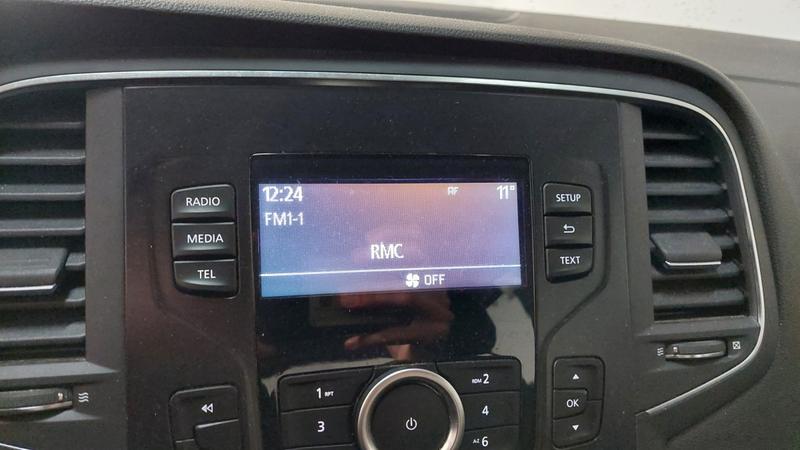 12:24 AF 11°
FM1-1
RMC
OFF
RADIO
MEDIA
TEL
SETUP
TEXT
1 RPT
3
RDM 2
4
AZ 6
OK